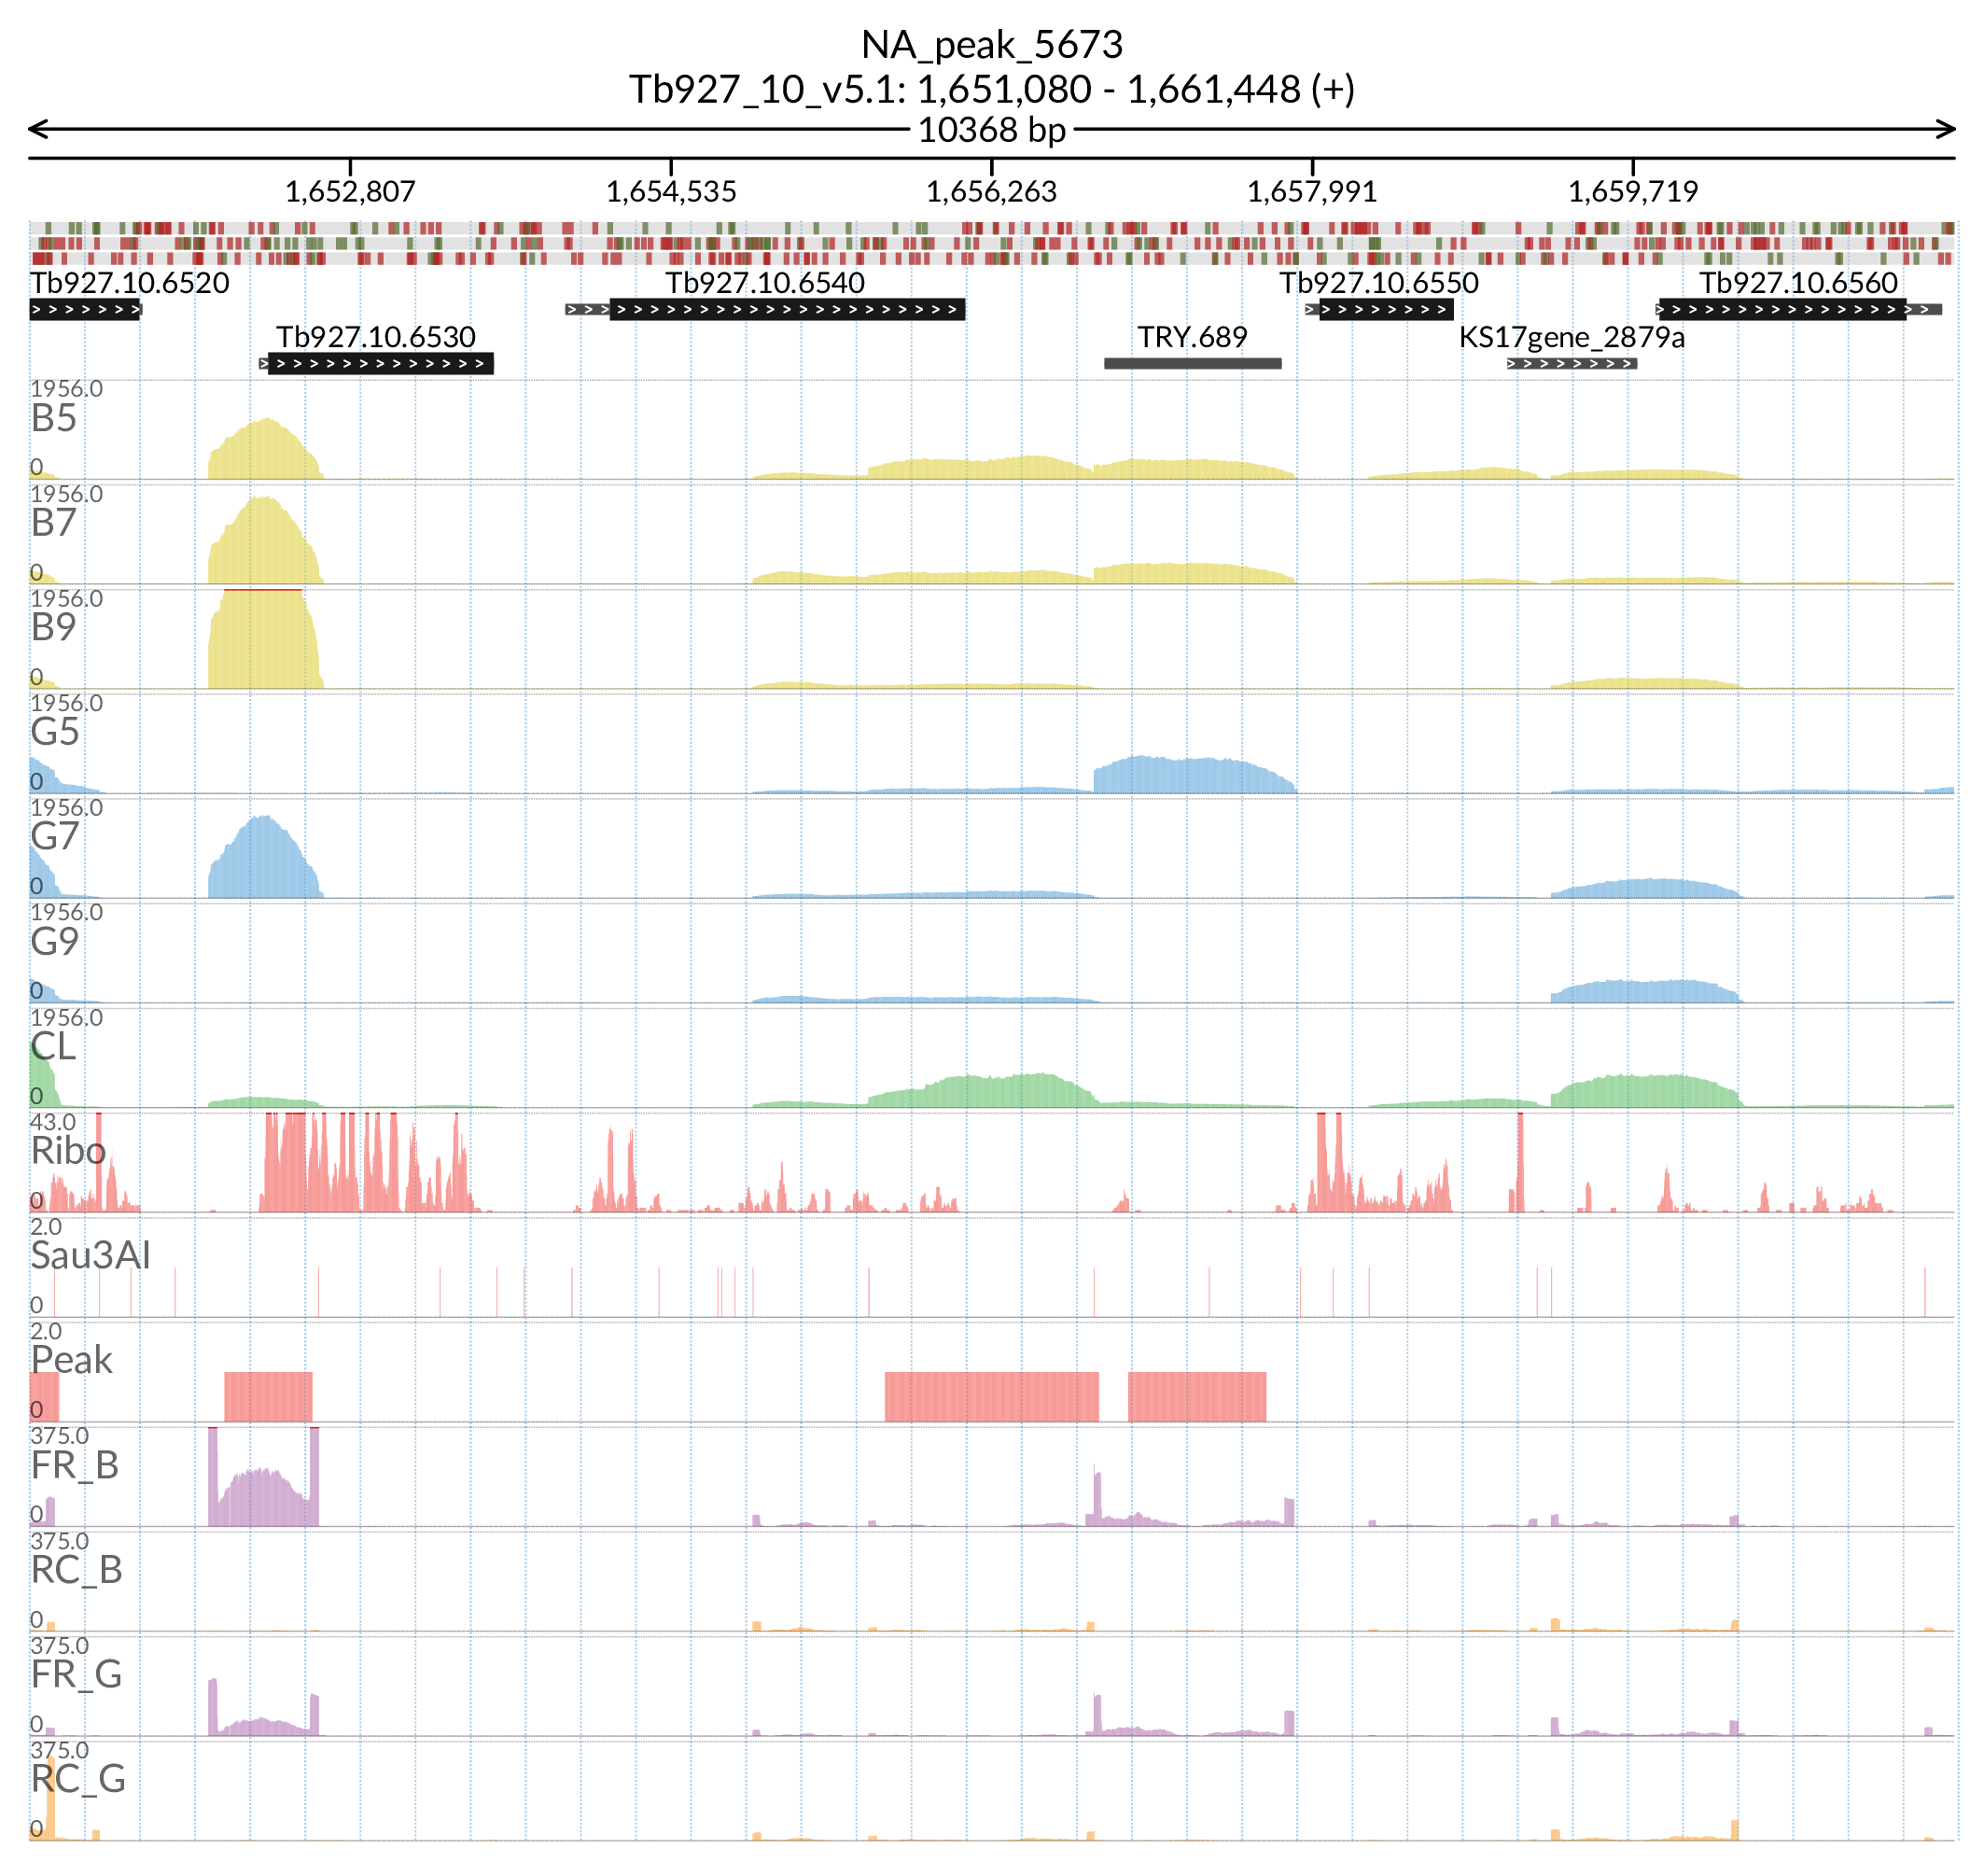 NA_peak_5673
Tb927_10_v5.1: 1,651,080 - 1,661,448 (+)
10368 bp
1,652,807 1,654,535 1,656,263 1,657,991 1,659,719
Tb927.10.6520 Tb927.10.6540 Tb927.10.6550 Tb927.10.6560
Tb927.10.6530 TRY.689 KS17gene_2879a
1956.0
B5
0
1956.0
B7
0
1956.0
B9
0
1956.0
G5
0
1956.0
G7
0
1956.0
G9
0
1956.0
CL
0
43.0
Ribo
0
2.0
Sau3AI
0
2.0
Peak
0
375.0
FR_B
0
375.0
RC_B
0
375.0
FR_G
0
375.0
RC_G
0